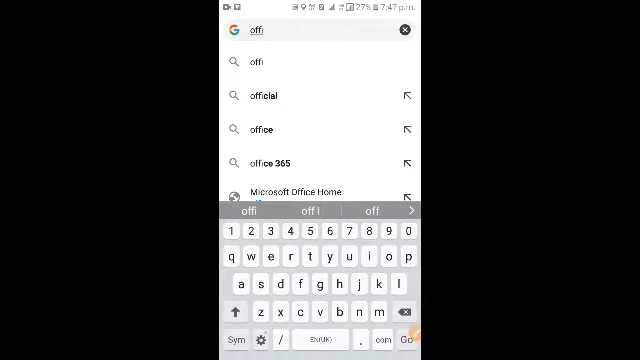 27% 7:47 p.m.
offi
offi
official
office
office 365
Microsoft Office Home
offi off I off
1 2 3 4 5 6 7 8 9 0
q w e r t y u i o p
a s d f g h j k l
z x c v b n m
Sym / EN(UK) . .com Go